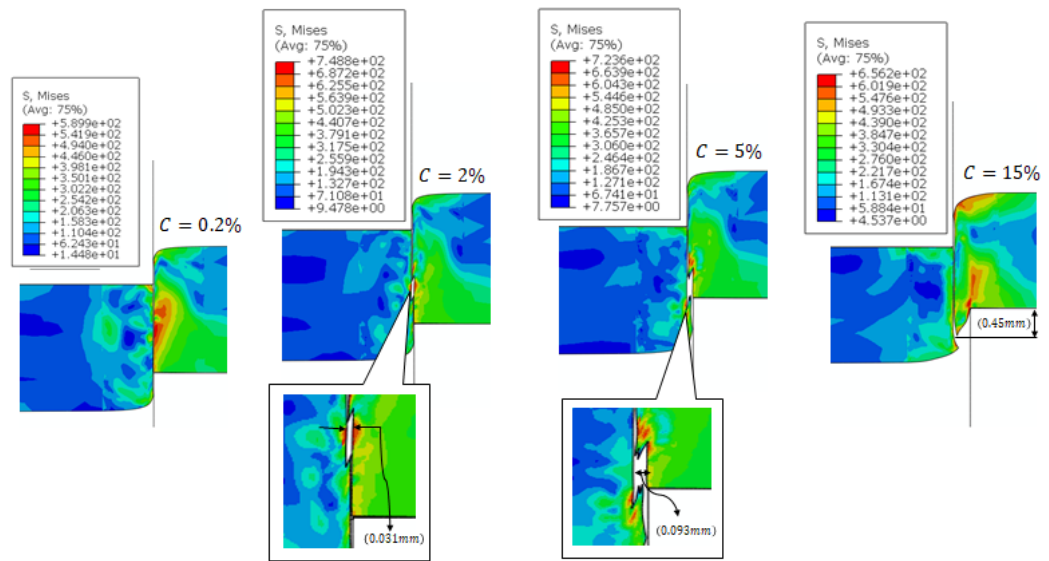 S, Mises
(Avg: 75%)
+5.899e+02
+5.419e+02
+4.940e+02
+4.460e+02
+3.981e+02
+3.501e+02
+3.022e+02
+2.542e+02
+2.063e+02
+1.583e+02
+1.104e+02
+6.243e+01
+1.448e+01
C = 0.2%
S, Mises
(Avg: 75%)
+7.488e+02
+6.872e+02
+6.255e+02
+5.639e+02
+5.023e+02
+4.407e+02
+3.791e+02
+3.175e+02
+2.559e+02
+1.943e+02
+1.327e+02
+7.108e+01
+9.478e+00
C = 2%
(0.031mm)
S, Mises
(Avg: 75%)
+7.236e+02
+6.639e+02
+6.043e+02
+5.446e+02
+4.850e+02
+4.253e+02
+3.657e+02
+3.060e+02
+2.464e+02
+1.867e+02
+1.271e+02
+6.741e+01
+7.757e+00
C = 5%
(0.093mm)
S, Mises
(Avg: 75%)
+6.562e+02
+6.019e+02
+5.476e+02
+4.933e+02
+4.390e+02
+3.847e+02
+3.304e+02
+2.760e+02
+2.217e+02
+1.674e+02
+1.131e+02
+5.884e+01
+4.537e+00
C = 15%
(0.45mm)